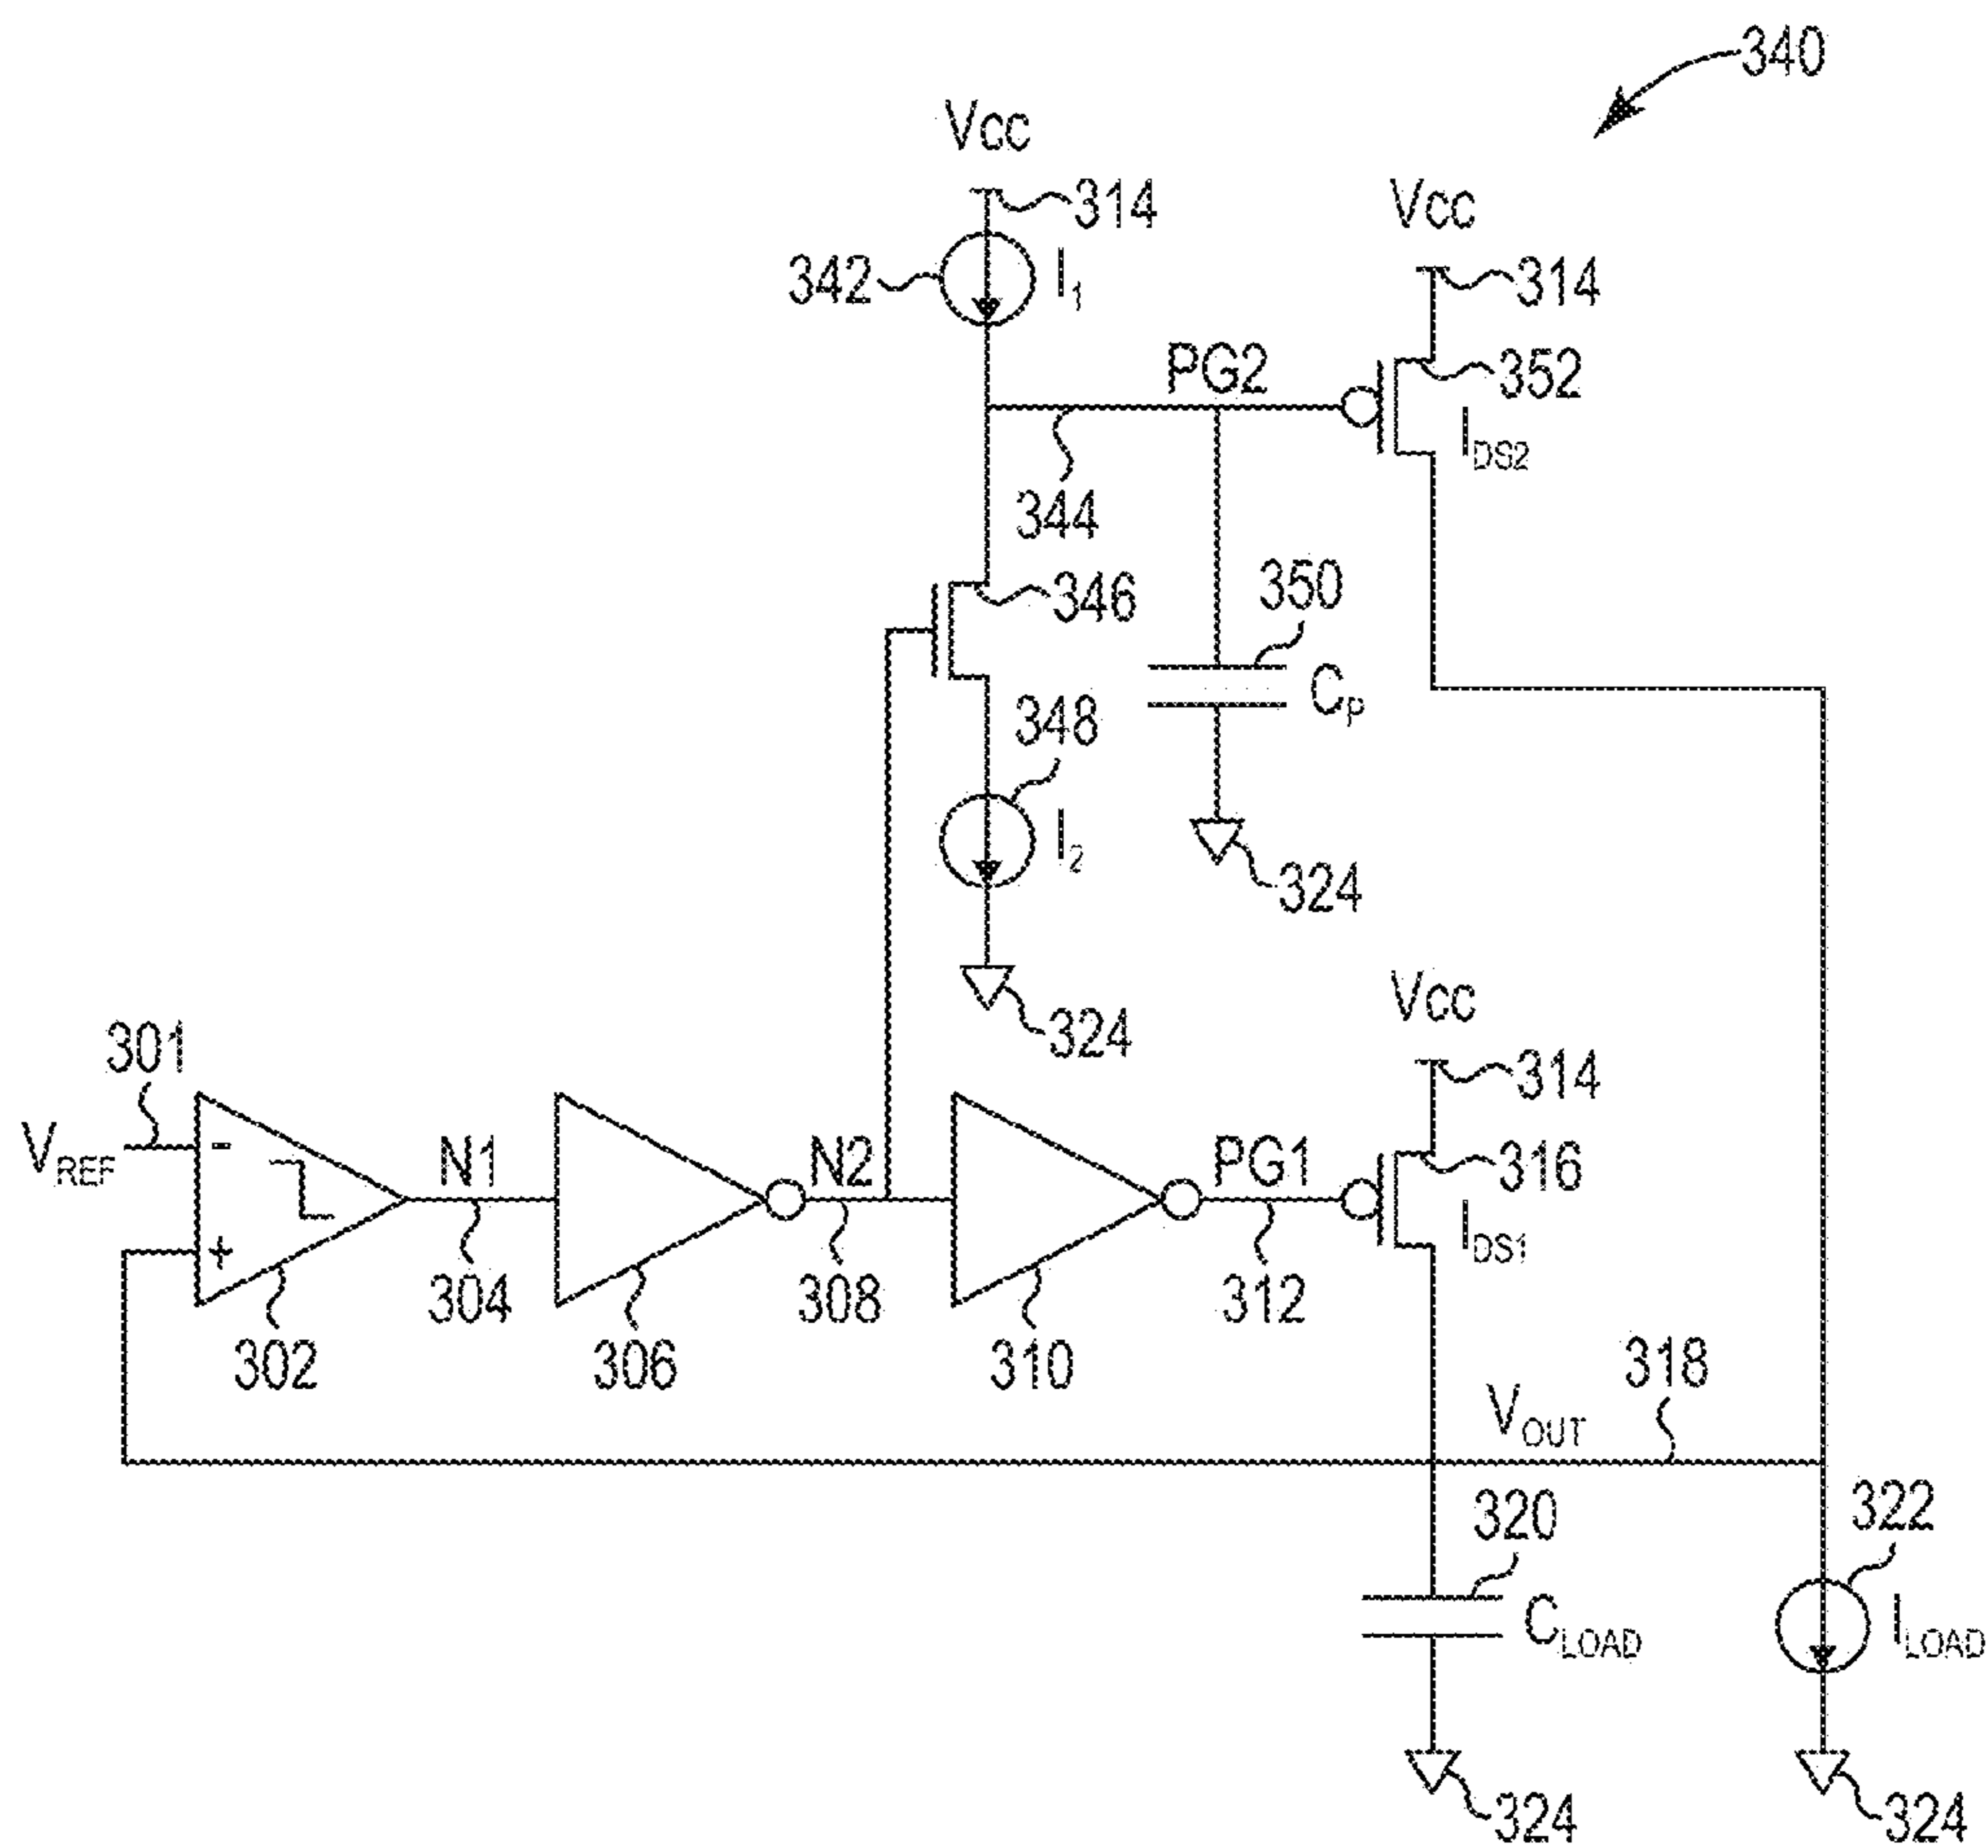 340
Vcc
314
Vcc
342
I1
314
PG2
352
IDS2
344
346
350
CP
348
I2
324
Vcc
324
301
314
VREF
-
N1
N2
PG1
316
IDS1
+
304
308
312
302
306
310
318
VOUT
320
322
CLOAD
ILOAD
324
324